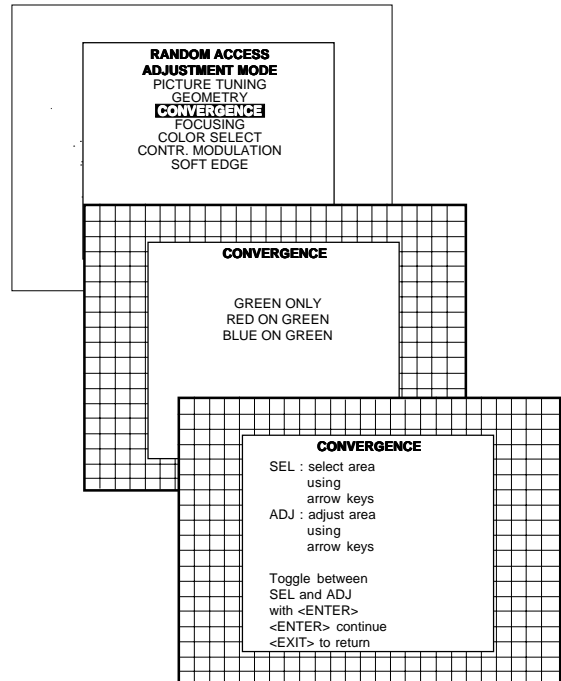 RANDOM ACCESS
ADJUSTMENT MODE
PICTURE TUNING
GEOMETRY
CONVERGENCE
FOCUSING
COLOR SELECT
CONTR. MODULATION
SOFT EDGE
CONVERGENCE
GREEN ONLY
RED ON GREEN
BLUE ON GREEN
CONVERGENCE
SEL : select area
using
arrow keys
ADJ : adjust area
using
arrow keys
Toggle between
SEL and ADJ
with <ENTER>
<ENTER> continue
<EXIT> to return